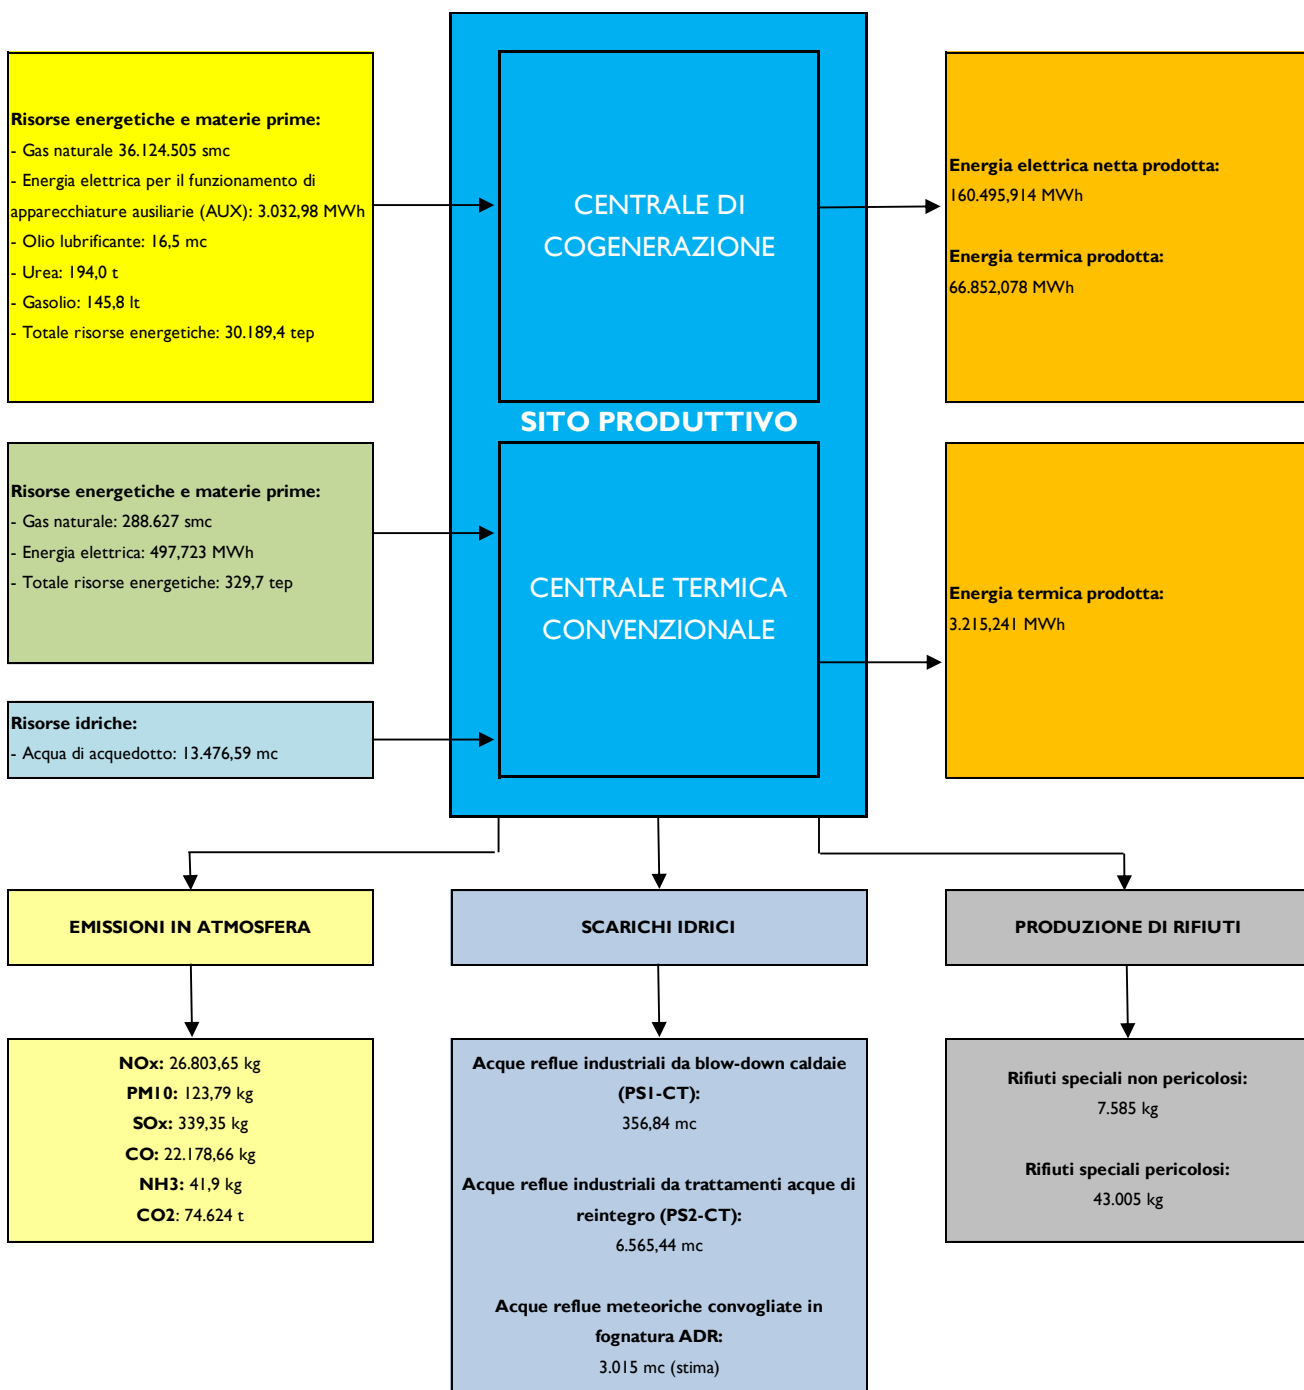 Risorse energetiche e materie prime:
- Gas naturale 36.124.505 smc
- Energia elettrica per il funzionamento di
apparecchiature ausiliarie (AUX): 3.032,98 MWh
- Olio lubrificante: 16,5 mc
- Urea: 194,0 t
- Gasolio: 145,8 lt
- Totale risorse energetiche: 30.189,4 tep
CENTRALE DI
COGENERAZIONE
Energia elettrica netta prodotta:
160.495,914 MWh
Energia termica prodotta:
66.852,078 MWh
SITO PRODUTTIVO
Risorse energetiche e materie prime:
- Gas naturale: 288.627 smc
- Energia elettrica: 497,723 MWh
- Totale risorse energetiche: 329,7 tep
CENTRALE TERMICA
CONVENZIONALE
Energia termica prodotta:
3.215,241 MWh
Risorse idriche:
- Acqua di acquedotto: 13.476,59 mc
EMISSIONI IN ATMOSFERA
SCARICHI IDRICI
PRODUZIONE DI RIFIUTI
NOx: 26.803,65 kg
PM10: 123,79 kg
SOx: 339,35 kg
CO: 22.178,66 kg
NH3: 41,9 kg
CO2: 74.624 t
Acque reflue industriali da blow-down caldaie
(PS1-CT):
356,84 mc
Acque reflue industriali da trattamenti acque di
reintegro (PS2-CT):
6.565,44 mc
Acque reflue meteoriche convogliate in
fognatura ADR:
3.015 mc (stima)
Rifiuti speciali non pericolosi:
7.585 kg
Rifiuti speciali pericolosi:
43.005 kg